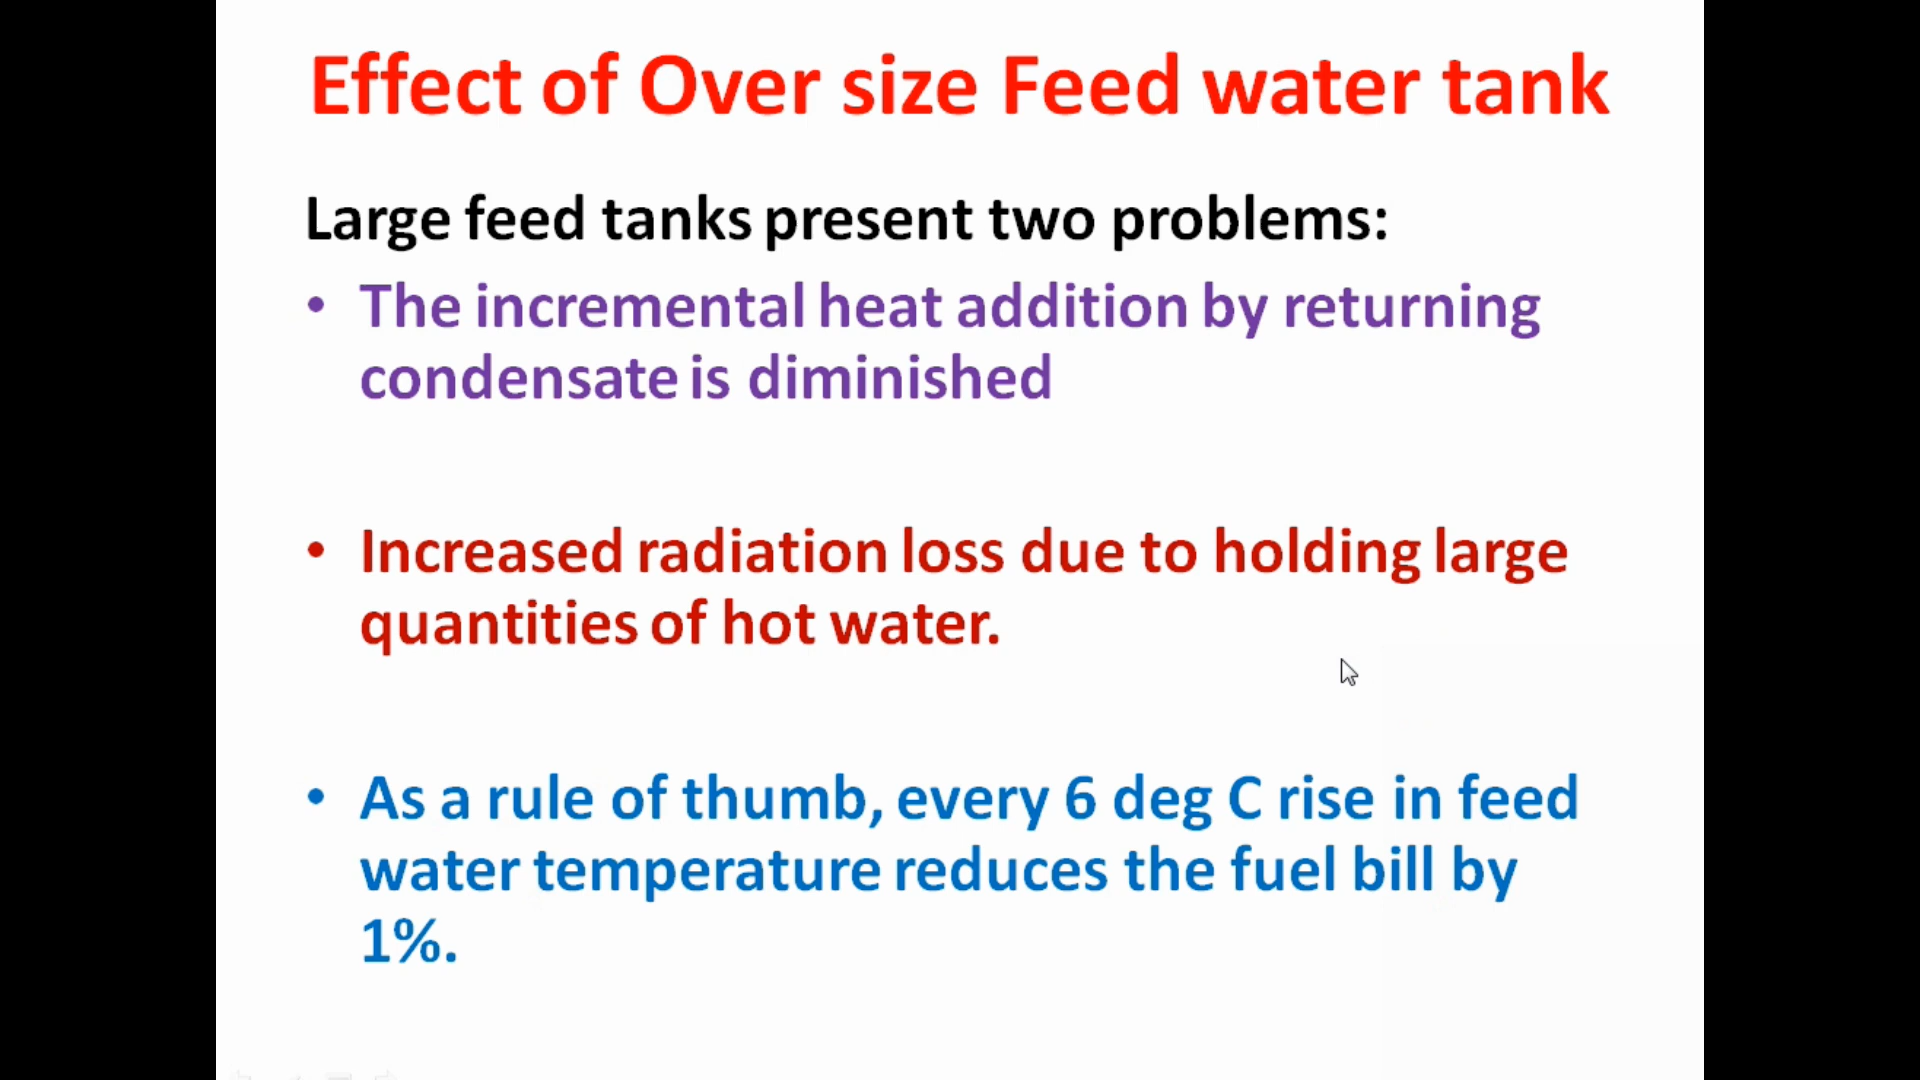 Effect of Over size Feed water tank
Large feed tanks present two problems:
• The incremental heat addition by returning
condensate is diminished
• Increased radiation loss due to holding large
quantities of hot water.
• As a rule of thumb, every 6 deg C rise in feed
water temperature reduces the fuel bill by
1%.